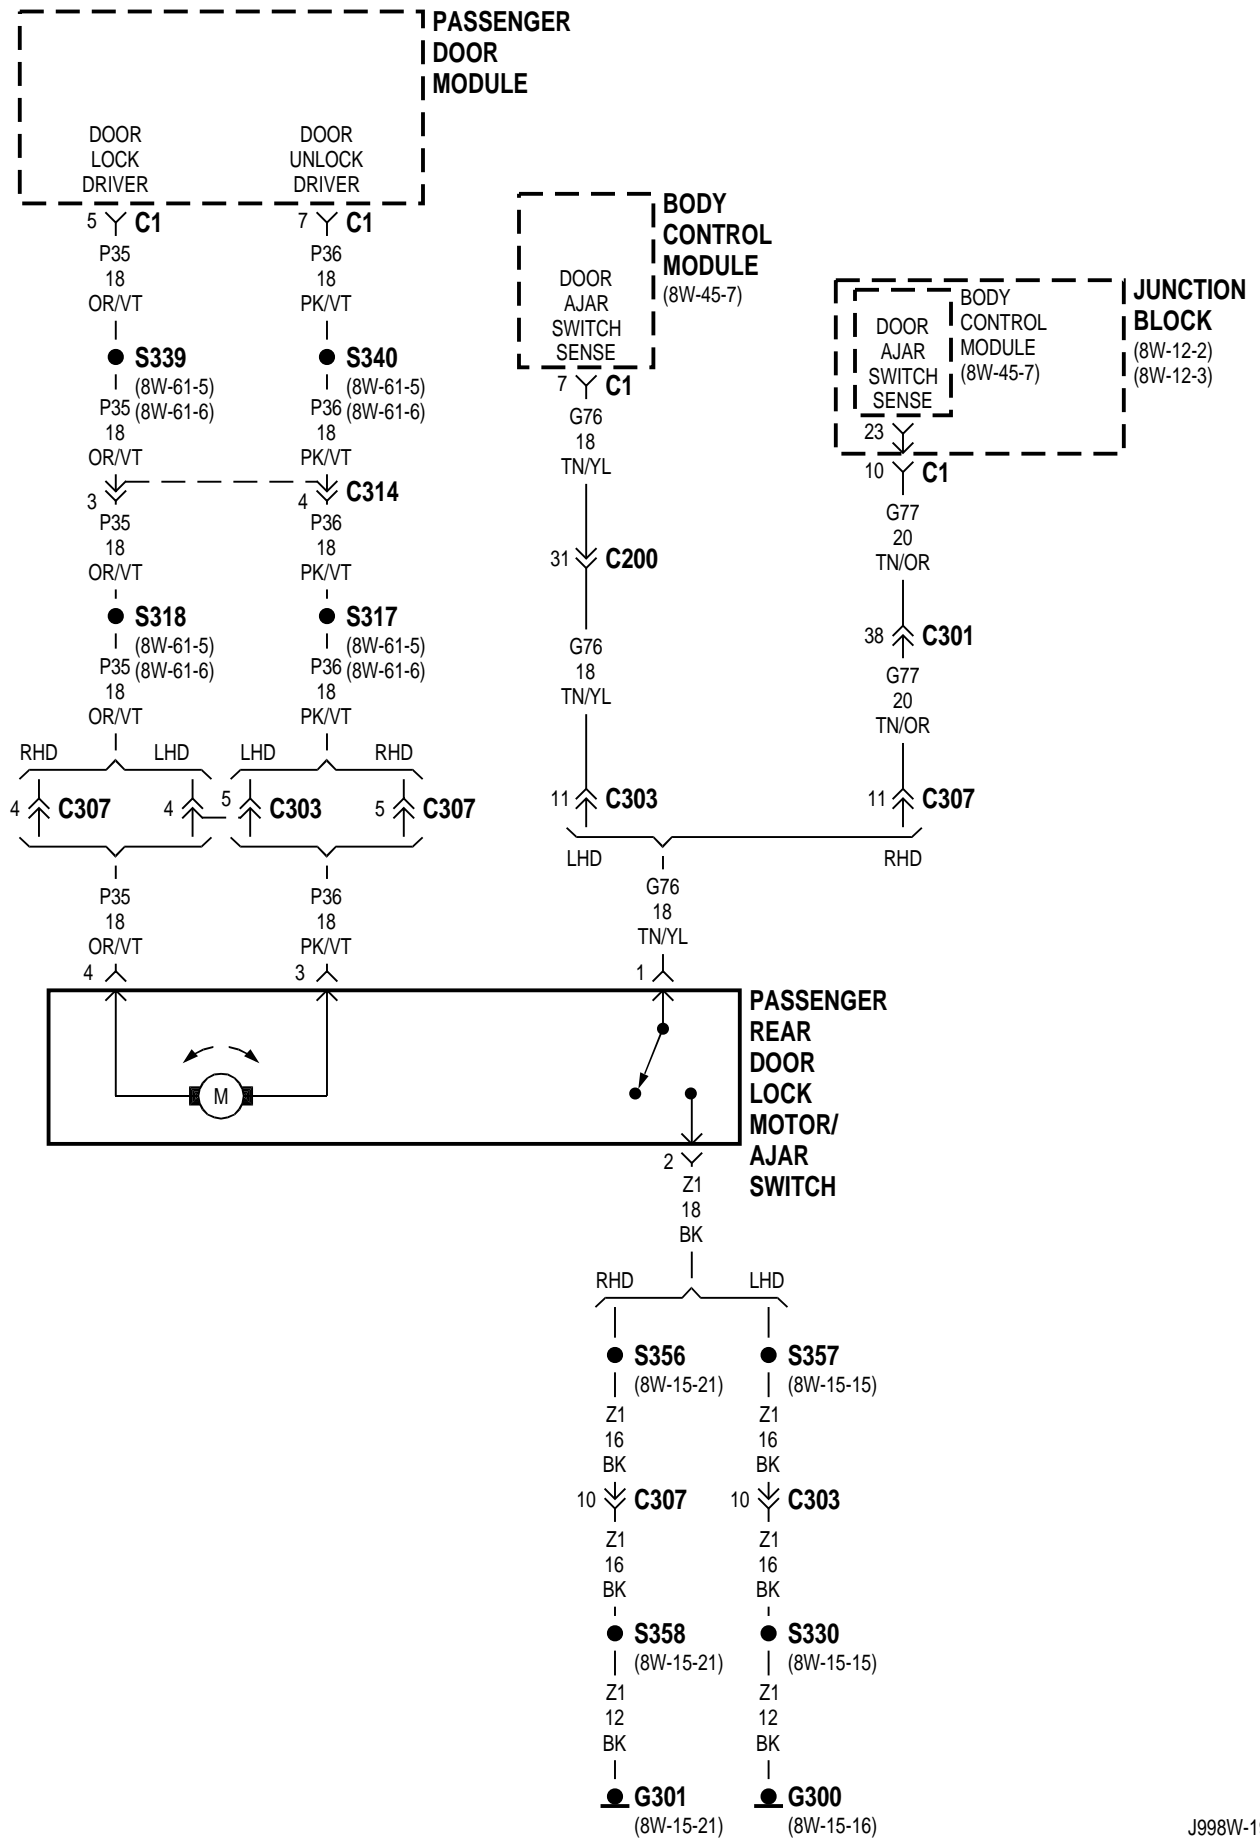 PASSENGER
DOOR
MODULE
DOOR
LOCK
DRIVER
DOOR
UNLOCK
DRIVER
5 C1
7 C1
P35
18
OR/VT
P36
18
PK/VT
S339
(8W-61-5)
(8W-61-6)
S340
(8W-61-5)
(8W-61-6)
P35
18
OR/VT
P36
18
PK/VT
3
4 C314
P35
18
OR/VT
P36
18
PK/VT
S318
(8W-61-5)
(8W-61-6)
S317
(8W-61-5)
(8W-61-6)
P35
18
OR/VT
P36
18
PK/VT
RHD LHD
LHD RHD
4 C307
4
5 C303
5 C307
P35
18
OR/VT
4
P36
18
PK/VT
3
BODY
CONTROL
MODULE
(8W-45-7)
DOOR
AJAR
SWITCH
SENSE
7 C1
G76
18
TN/YL
31 C200
G76
18
TN/YL
11 C303
LHD
JUNCTION
BLOCK
(8W-12-2)
(8W-12-3)
BODY
CONTROL
MODULE
(8W-45-7)
DOOR
AJAR
SWITCH
SENSE
23
10 C1
G77
20
TN/OR
38 C301
G77
20
TN/OR
11 C307
RHD
G76
18
TN/YL
1
PASSENGER
REAR
DOOR
LOCK
MOTOR/
AJAR
SWITCH
M
2
Z1
18
BK
RHD LHD
S356
(8W-15-21)
S357
(8W-15-15)
Z1
16
BK
Z1
16
BK
10 C307
10 C303
Z1
16
BK
Z1
16
BK
S358
(8W-15-21)
S330
(8W-15-15)
Z1
12
BK
Z1
12
BK
G301
(8W-15-21)
G300
(8W-15-16)
J998W-1